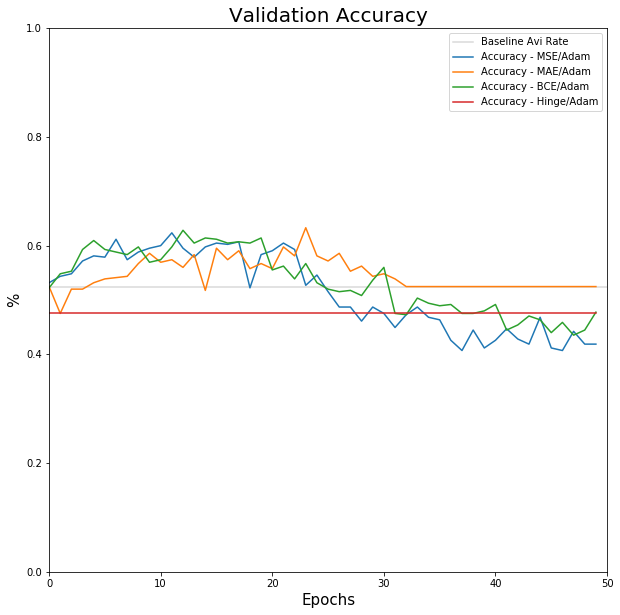 Validation Accuracy
Baseline Avi Rate
Accuracy - MSE/Adam
Accuracy - MAE/Adam
Accuracy - BCE/Adam
Accuracy - Hinge/Adam
1.0
0.8
0.6
0.4
0.2
0.0
%
0 10 20 30 40 50
Epochs